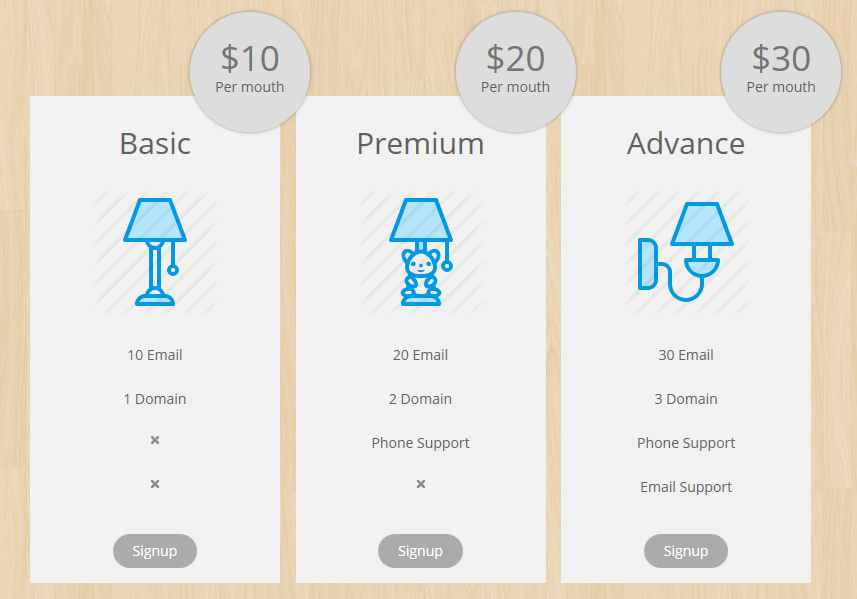 $10
Per mouth
Basic
10 Email
1 Domain
Signup
$20
Per mouth
Premium
20 Email
2 Domain
Phone Support
Signup
$30
Per mouth
Advance
30 Email
3 Domain
Phone Support
Email Support
Signup